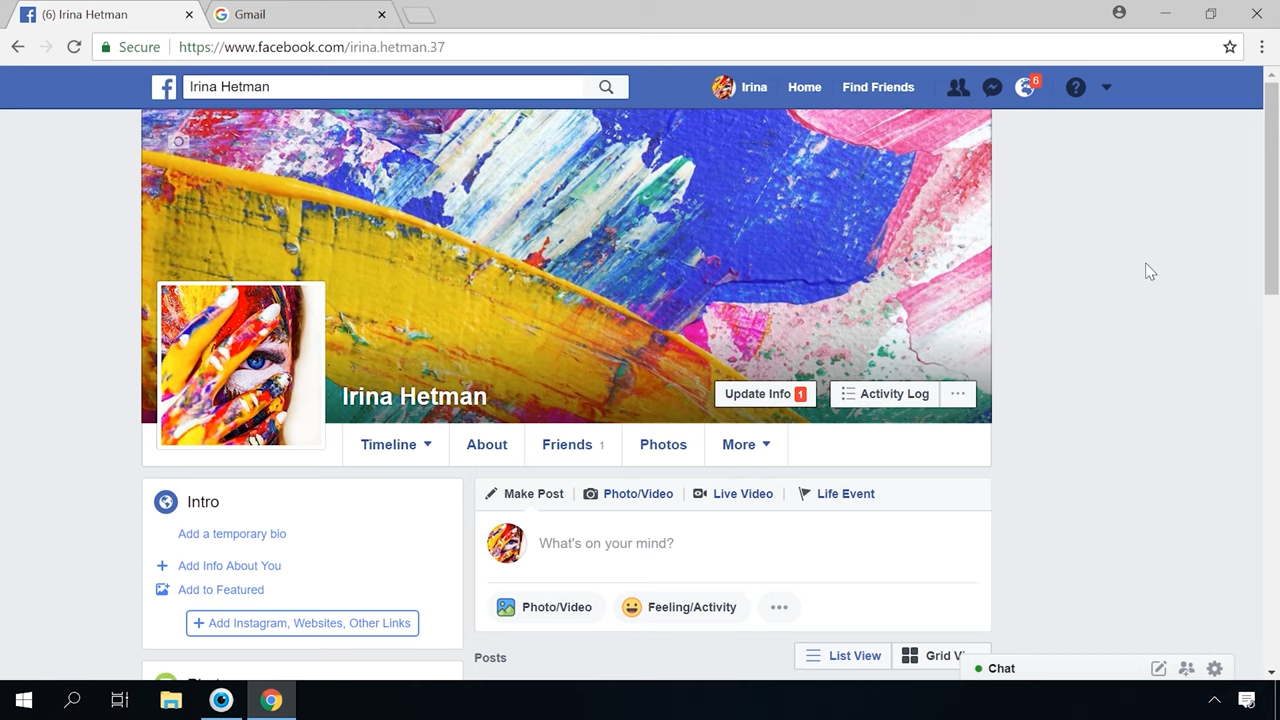 (6) Irina Hetman
Gmail
Secure https://www.facebook.com/irina.hetman.37
Irina Hetman
Irina Home Find Friends 6
Irina Hetman
Update Info 1 Activity Log
Timeline About Friends 1 Photos More
Intro
Add a temporary bio
Add Info About You
Add to Featured
+ Add Instagram, Websites, Other Links
Make Post Photo/Video Live Video Life Event
What's on your mind?
Photo/Video Feeling/Activity
Posts
List View Grid
Chat